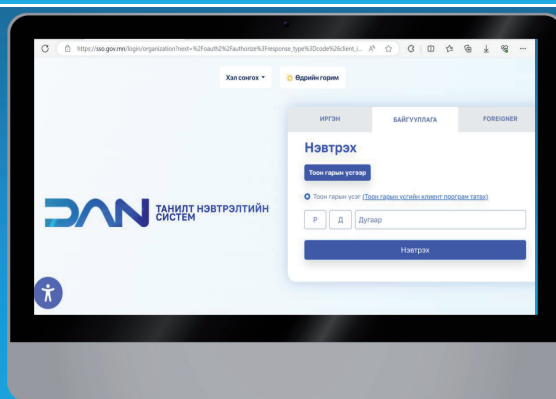 https://sso.gov.mn/login/organization?next=%2Foauth2%2Fauthorize%3Fresponse_type%3Dcode%26client_i...
Хэл сонгох
Өдрийн горим
ИРГЭН
БАЙГУУЛЛАГА
FOREIGNER
Нэвтрэх
Тоон гарын үсгээр
Тоон гарын үсэг (Тоон гарын үсгийн клиент програм татах)
Р Д Дугаар
Нэвтрэх
DAN
ТАНИЛТ НЭВТРЭЛТИЙН
СИСТЕМ